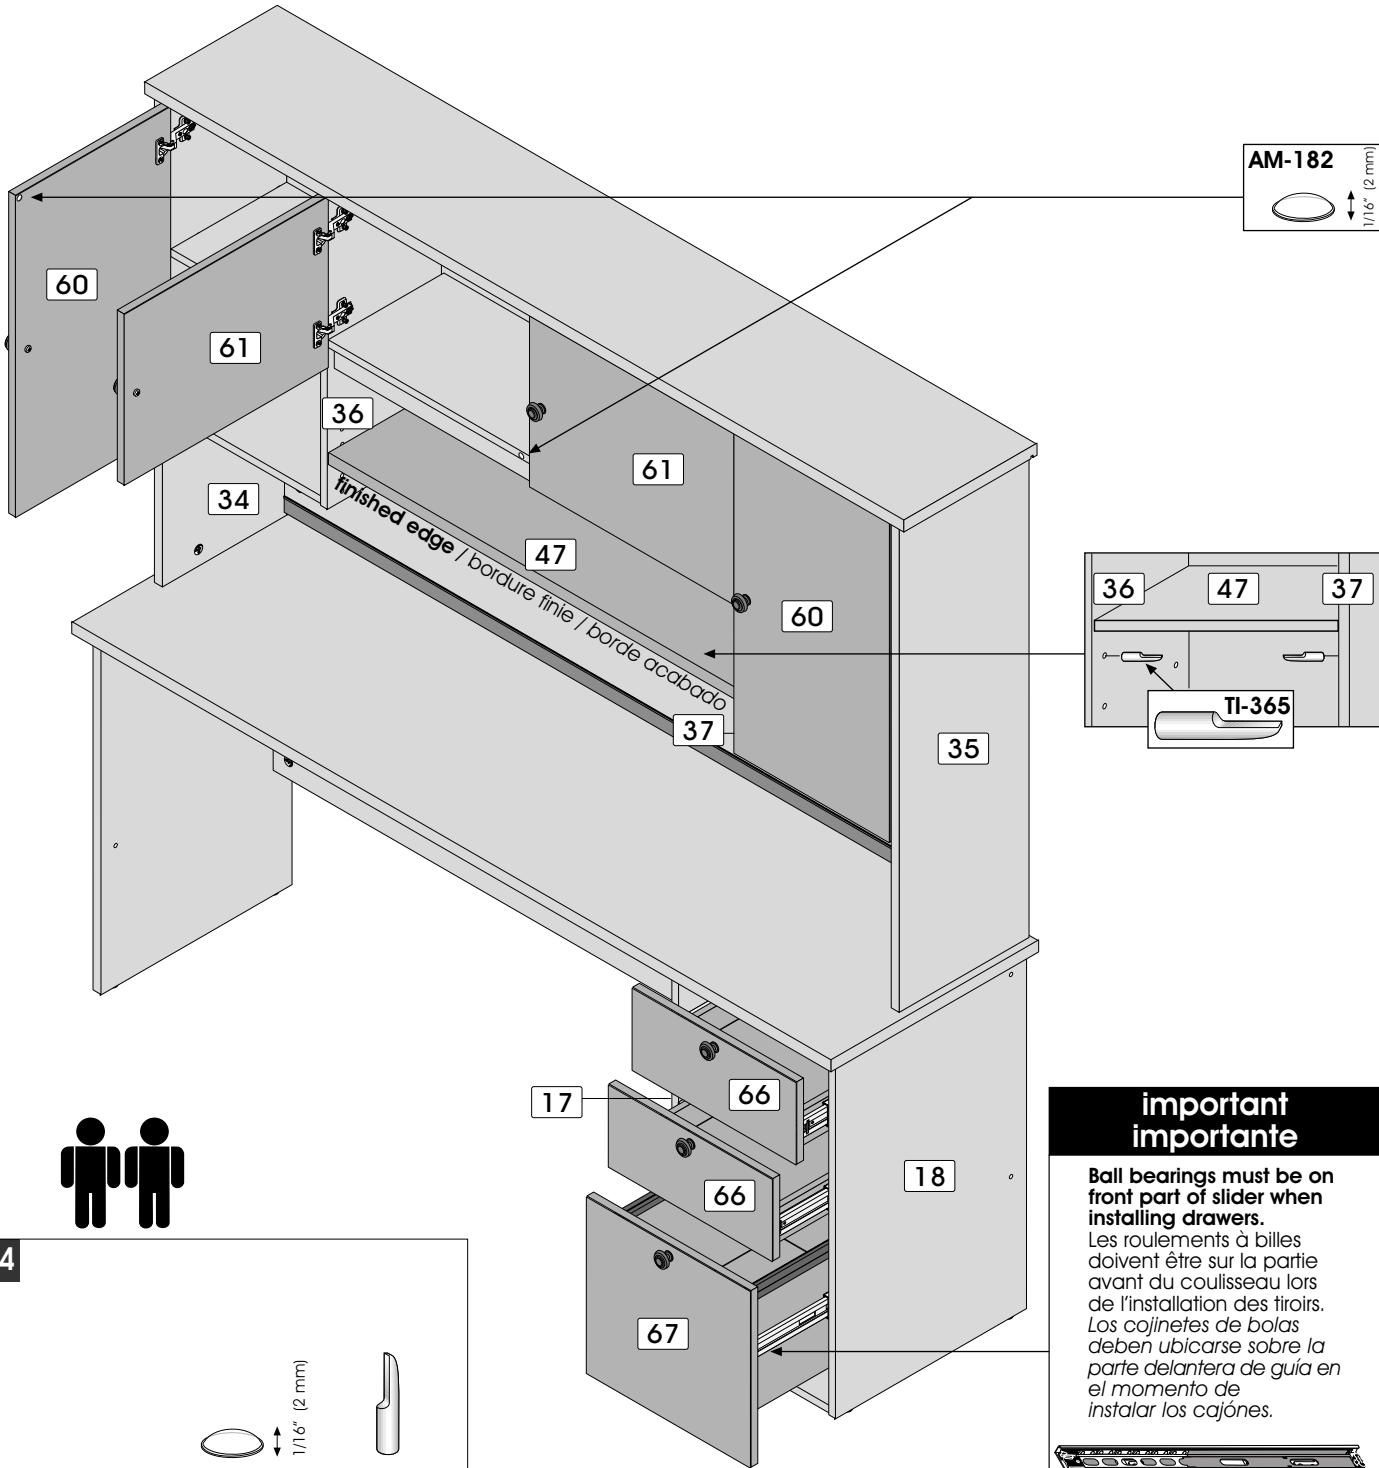 AM-182
1/16" (2 mm)
60
61
36
61
34
finished edge / bordure finie / borde acabado
47
60
36
47
37
TI-365
37
35
17
66
66
18
67
important
importante
Ball bearings must be on
front part of slider when
installing drawers.
Les roulements à billes
doivent être sur la partie
avant du coulisseau lors
de l'installation des tiroirs.
Los cojinetes de bolas
deben ubicarse sobre la
parte delantera de guía en
el momento de
instalar los cajónes.
4
1/16" (2 mm)